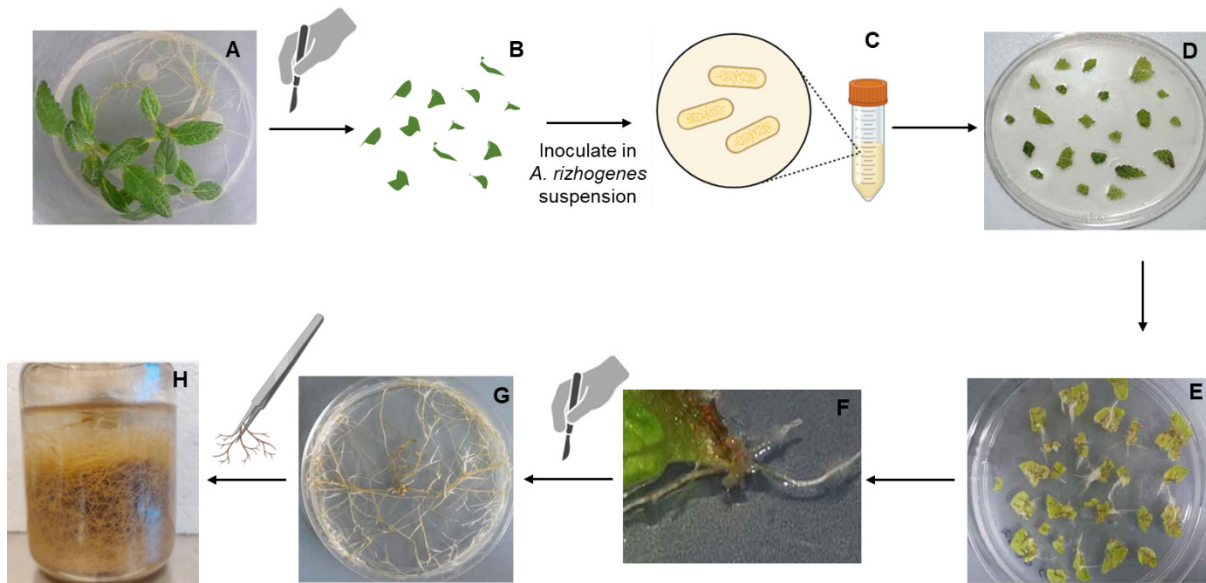 A
B
C
D
Inoculate in
A. rizhogenes
suspension
H
G
F
E